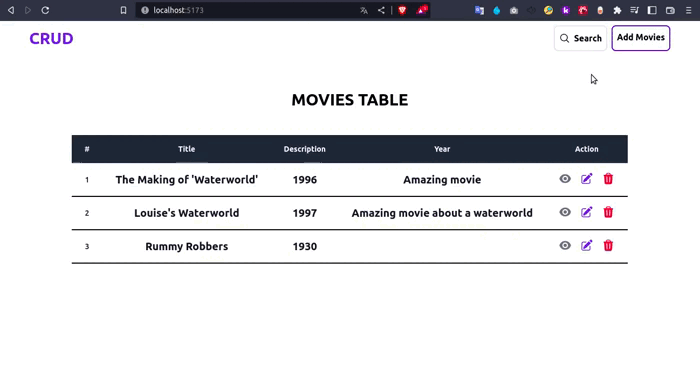 localhost:5173
CRUD
Search
Add Movies
MOVIES TABLE
# Title Description Year Action
1 The Making of 'Waterworld' 1996 Amazing movie
2 Louise's Waterworld 1997 Amazing movie about a waterworld
3 Rummy Robbers 1930